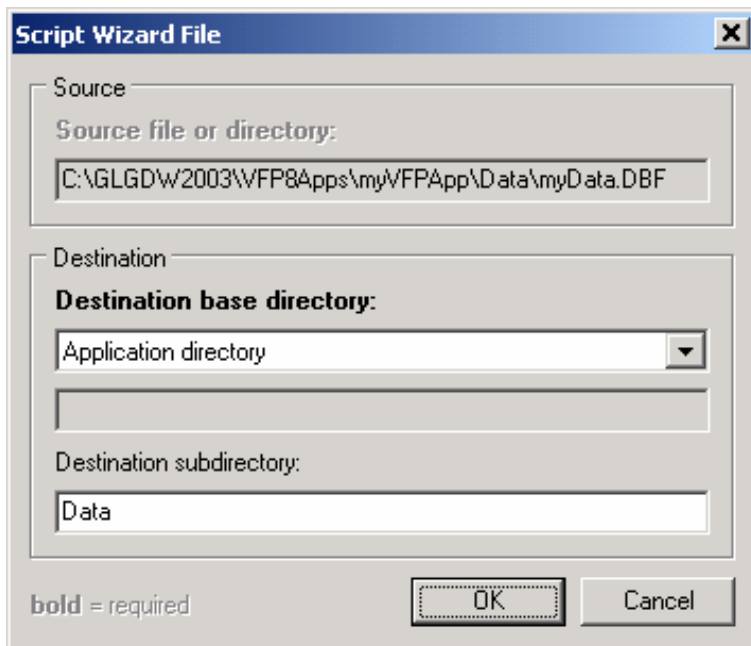 Script Wizard File
Source
Source file or directory:
C:\GLGDW2003\VFP8Apps\myVFPApp\Data\myData.DBF
Destination
Destination base directory:
Application directory
Destination subdirectory:
Data
bold = required
OK
Cancel